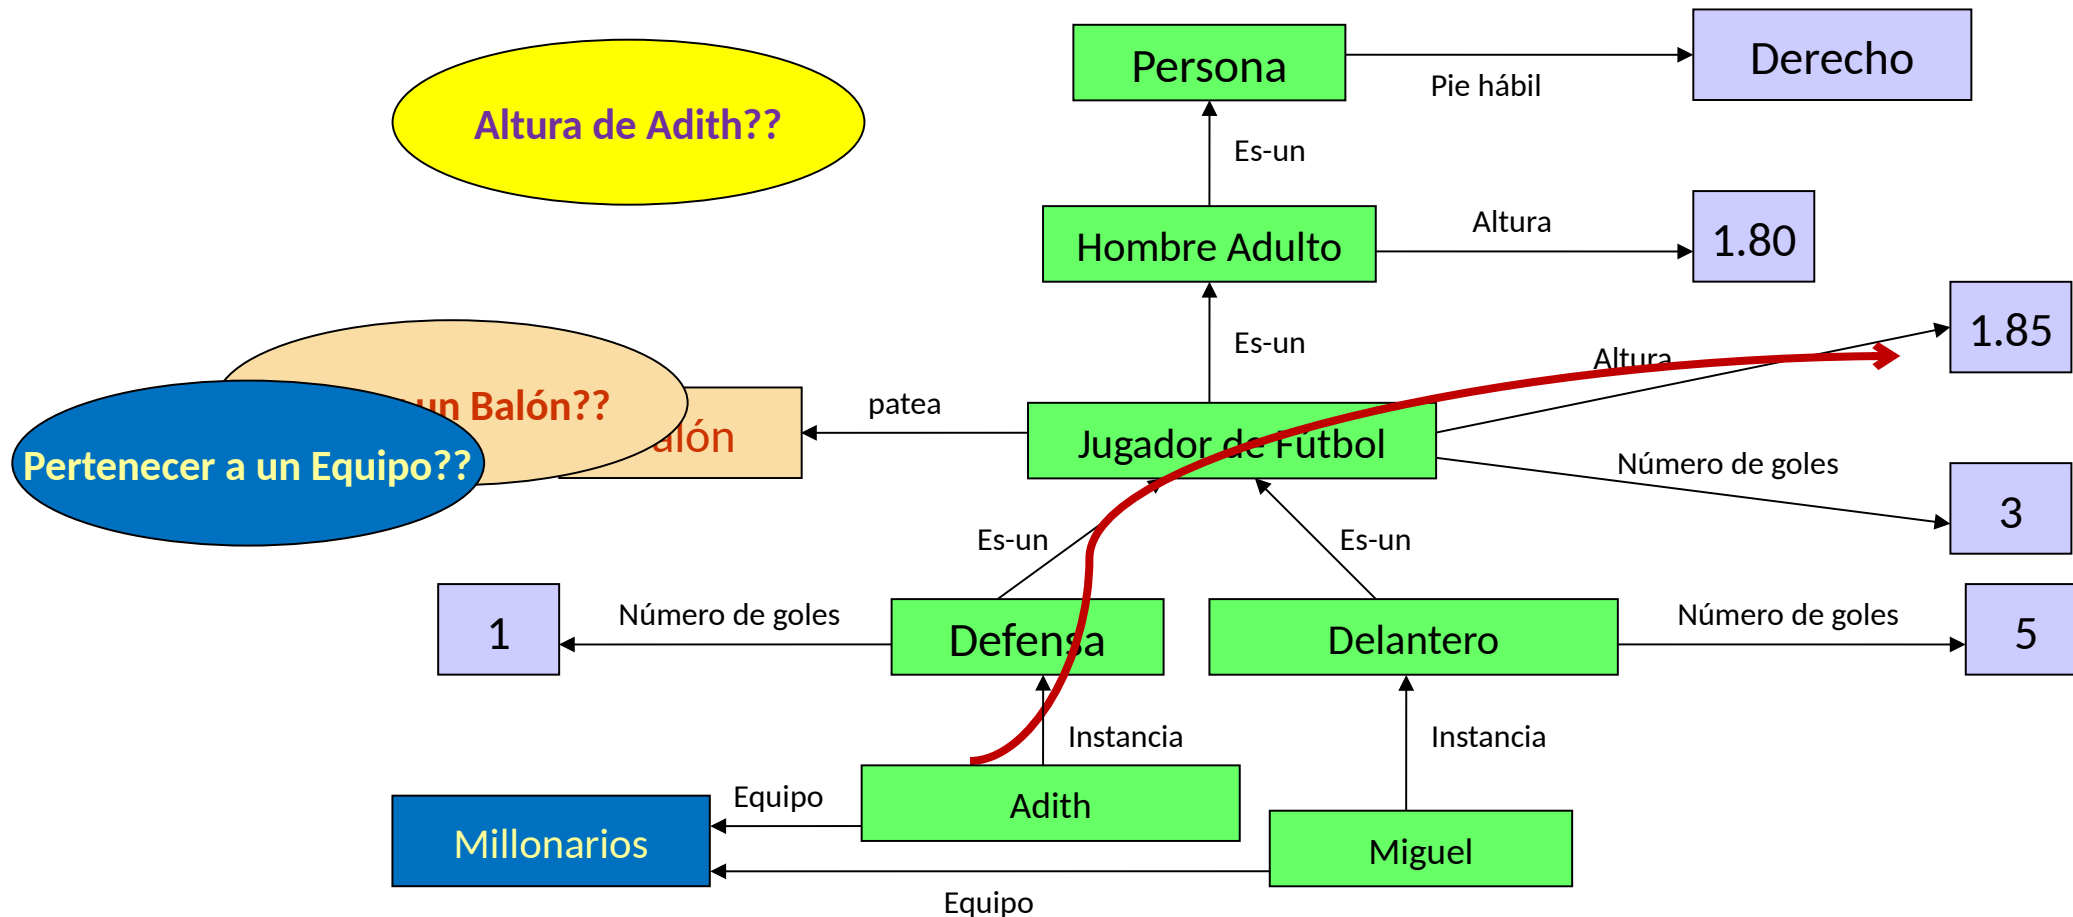 Persona
Derecho
Pie hábil
Altura de Adith??
Es-un
Hombre Adulto
Altura
1.80
Es-un
1.85
Altura
un Balón??
alón
patea
Jugador de Fútbol
Pertenecer a un Equipo??
Número de goles
3
Es-un
Es-un
1
Número de goles
Defensa
Delantero
Número de goles
5
Instancia
Instancia
Equipo
Adith
Millonarios
Miguel
Equipo